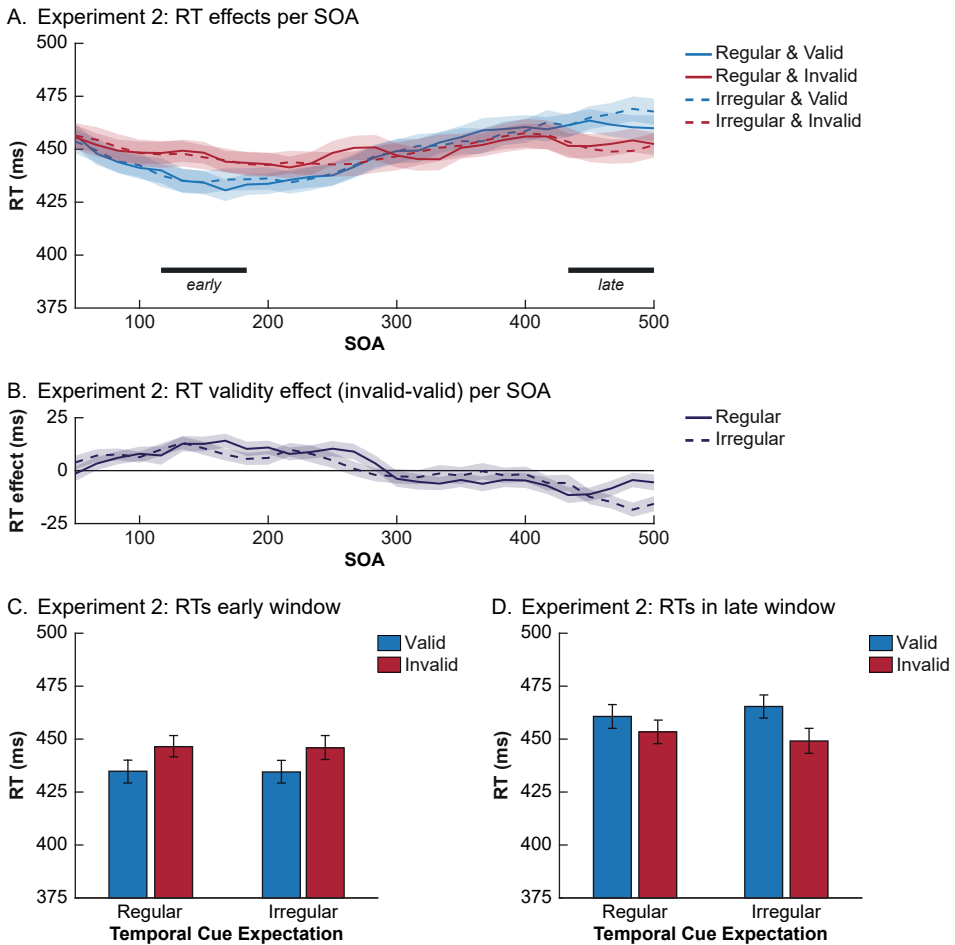 A. Experiment 2: RT effects per SOA
500
475
450
425
400
375
RT (ms)
early
late
100
200
300
400
500
SOA
Regular & Valid
Regular & Invalid
Irregular & Valid
Irregular & Invalid
B. Experiment 2: RT validity effect (invalid-valid) per SOA
25
0
-25
RT effect (ms)
100
200
300
400
500
SOA
Regular
Irregular
C. Experiment 2: RTs early window
500
475
450
425
400
375
RT (ms)
Valid
Invalid
Regular
Irregular
Temporal Cue Expectation
D. Experiment 2: RTs in late window
500
475
450
425
400
375
RT (ms)
Valid
Invalid
Regular
Irregular
Temporal Cue Expectation